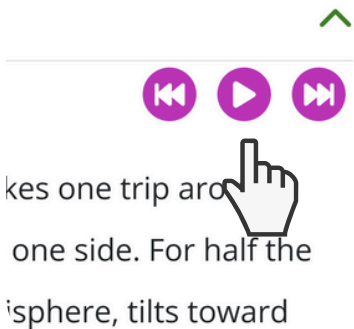 kes one trip aro
one side. For half the
isphere, tilts toward